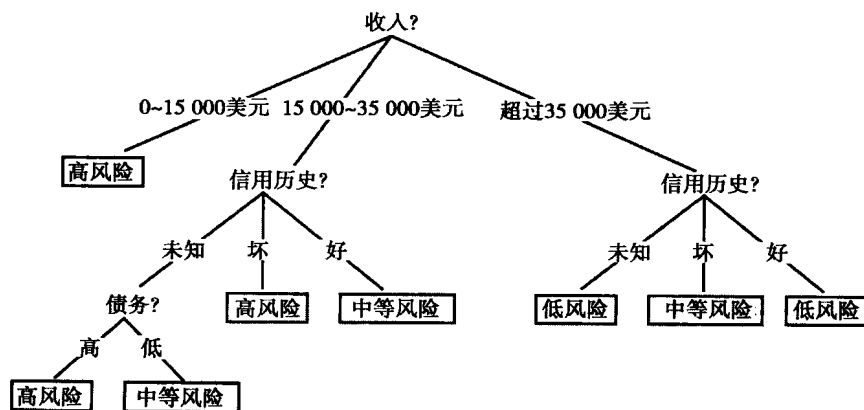 收入?
0~15 000美元 15 000~35 000美元 超过35 000美元
高风险
信用历史? 信用历史?
未知 坏 好 未知 坏 好
债务? 高风险 中等风险 低风险 中等风险 低风险
高 低
高风险 中等风险